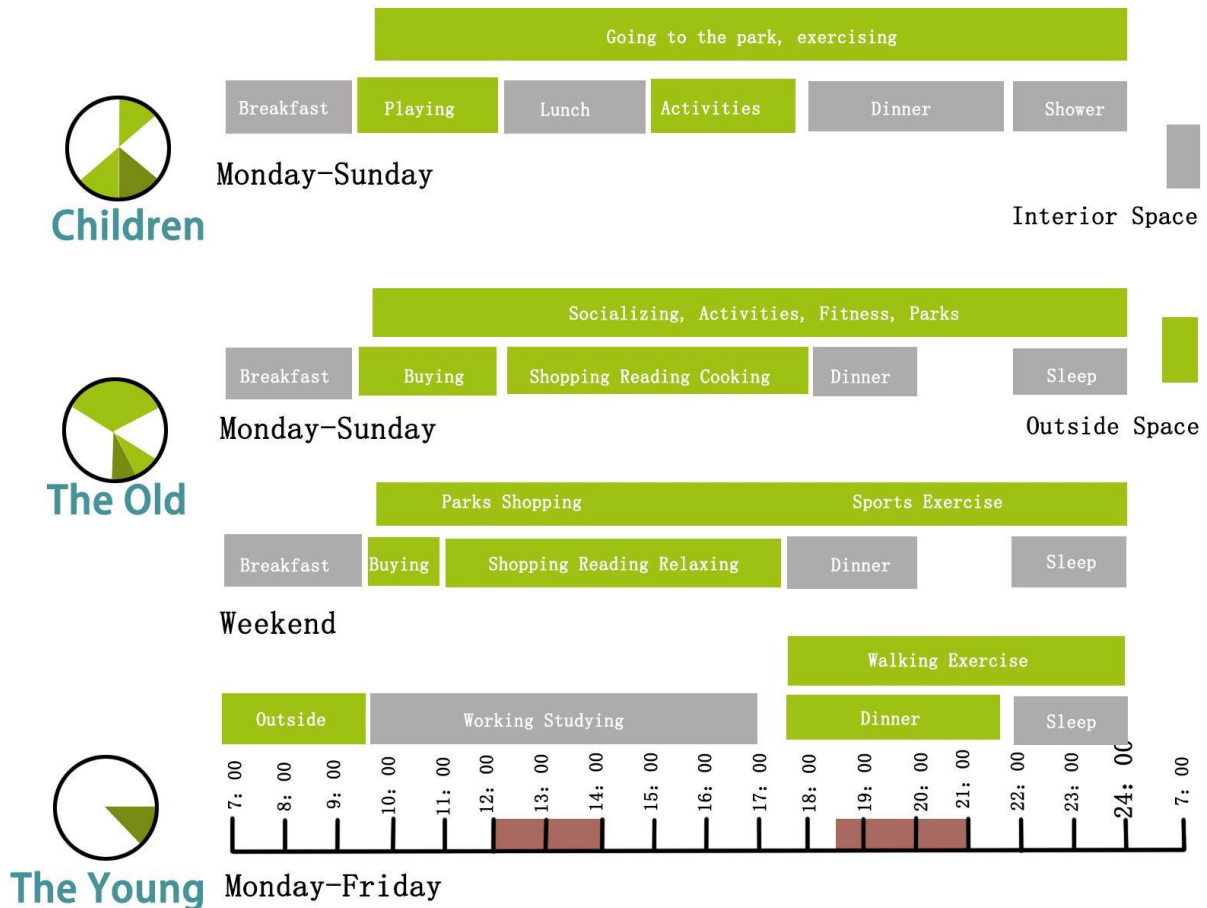 Going to the park, exercising
Breakfast
Playing
Lunch
Activities
Dinner
Shower
Monday-Sunday
Children
Interior Space
Socializing, Activities, Fitness, Parks
Breakfast
Buying
Shopping Reading Cooking
Dinner
Sleep
Monday-Sunday
Outside Space
The Old
Parks Shopping
Sports Exercise
Breakfast
Buying
Shopping Reading Relaxing
Dinner
Sleep
Weekend
Walking Exercise
Outside
Working Studying
Dinner
Sleep
7: 00
8: 00
9: 00
10: 00
11: 00
12: 00
13: 00
14: 00
15: 00
16: 00
17: 00
18: 00
19: 00
20: 00
21: 00
22: 00
23: 00
24: 00
7: 00
The Young
Monday-Friday